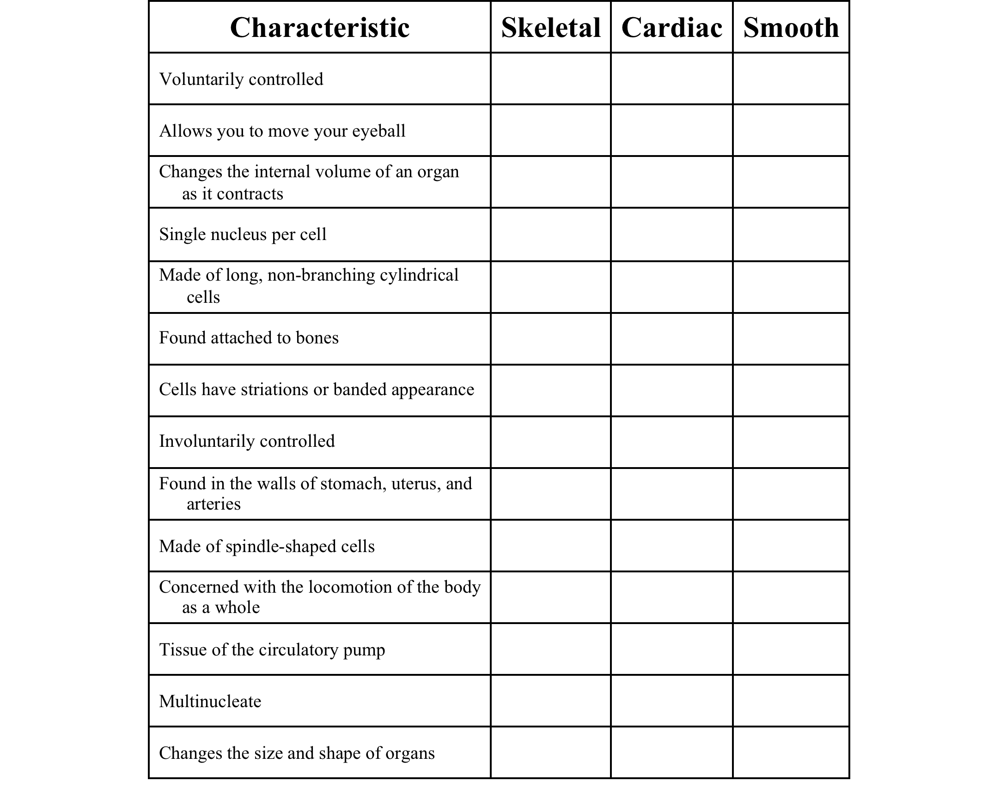 Characteristic Skeletal Cardiac Smooth
Voluntarily controlled
Allows you to move your eyeball
Changes the internal volume of an organ
as it contracts
Single nucleus per cell
Made of long, non-branching cylindrical
cells
Found attached to bones
Cells have striations or banded appearance
Involuntarily controlled
Found in the walls of stomach, uterus, and
arteries
Made of spindle-shaped cells
Concerned with the locomotion of the body
as a whole
Tissue of the circulatory pump
Multinucleate
Changes the size and shape of organs